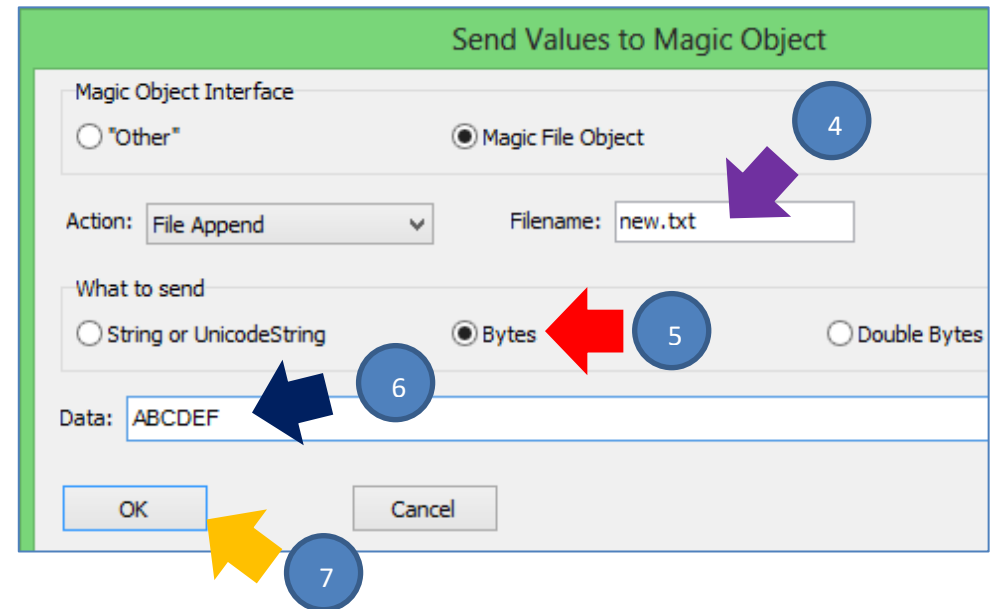 Send Values to Magic Object
Magic Object Interface
"Other"
Magic File Object
4
Action: File Append
Filename: new.txt
What to send
String or UnicodeString
Bytes
5
Double Bytes
6
Data: ABCDEF
OK
Cancel
7